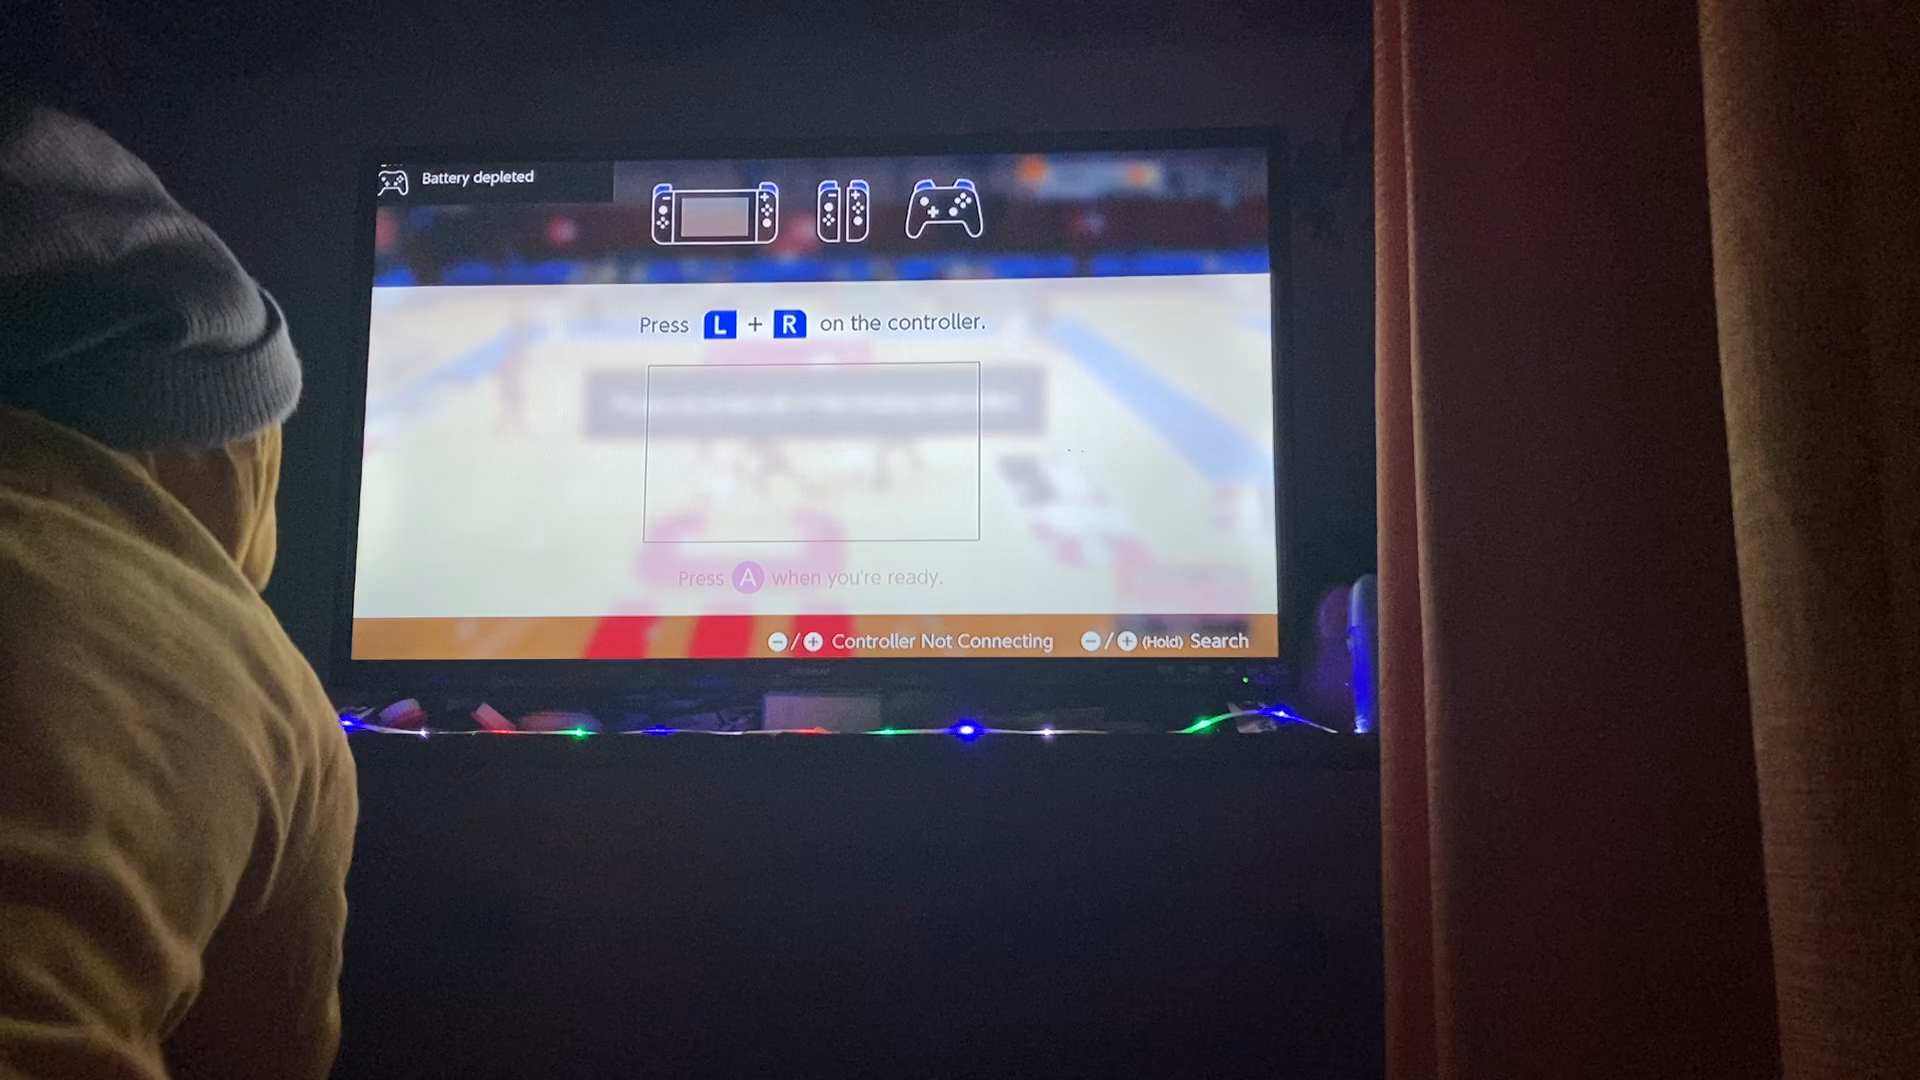 Battery depleted
Press L + R on the controller.
Press A when you're ready.
Controller Not Connecting (Hold) Search